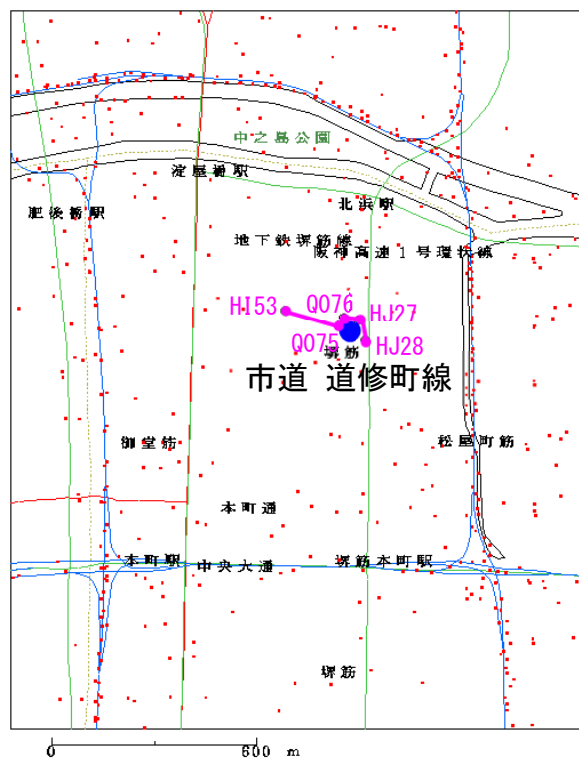 中之島公園
淀屋橋駅
肥後橋駅
北浜駅
地下鉄堺筋線
阪神高速1号環状線
HI53
QO76
HJ27
QO75
HJ28
堺筋
市道 道修町線
御堂筋
松屋町筋
本町通
本町駅
中央大通
堺筋本町駅
堺筋
0 600 m